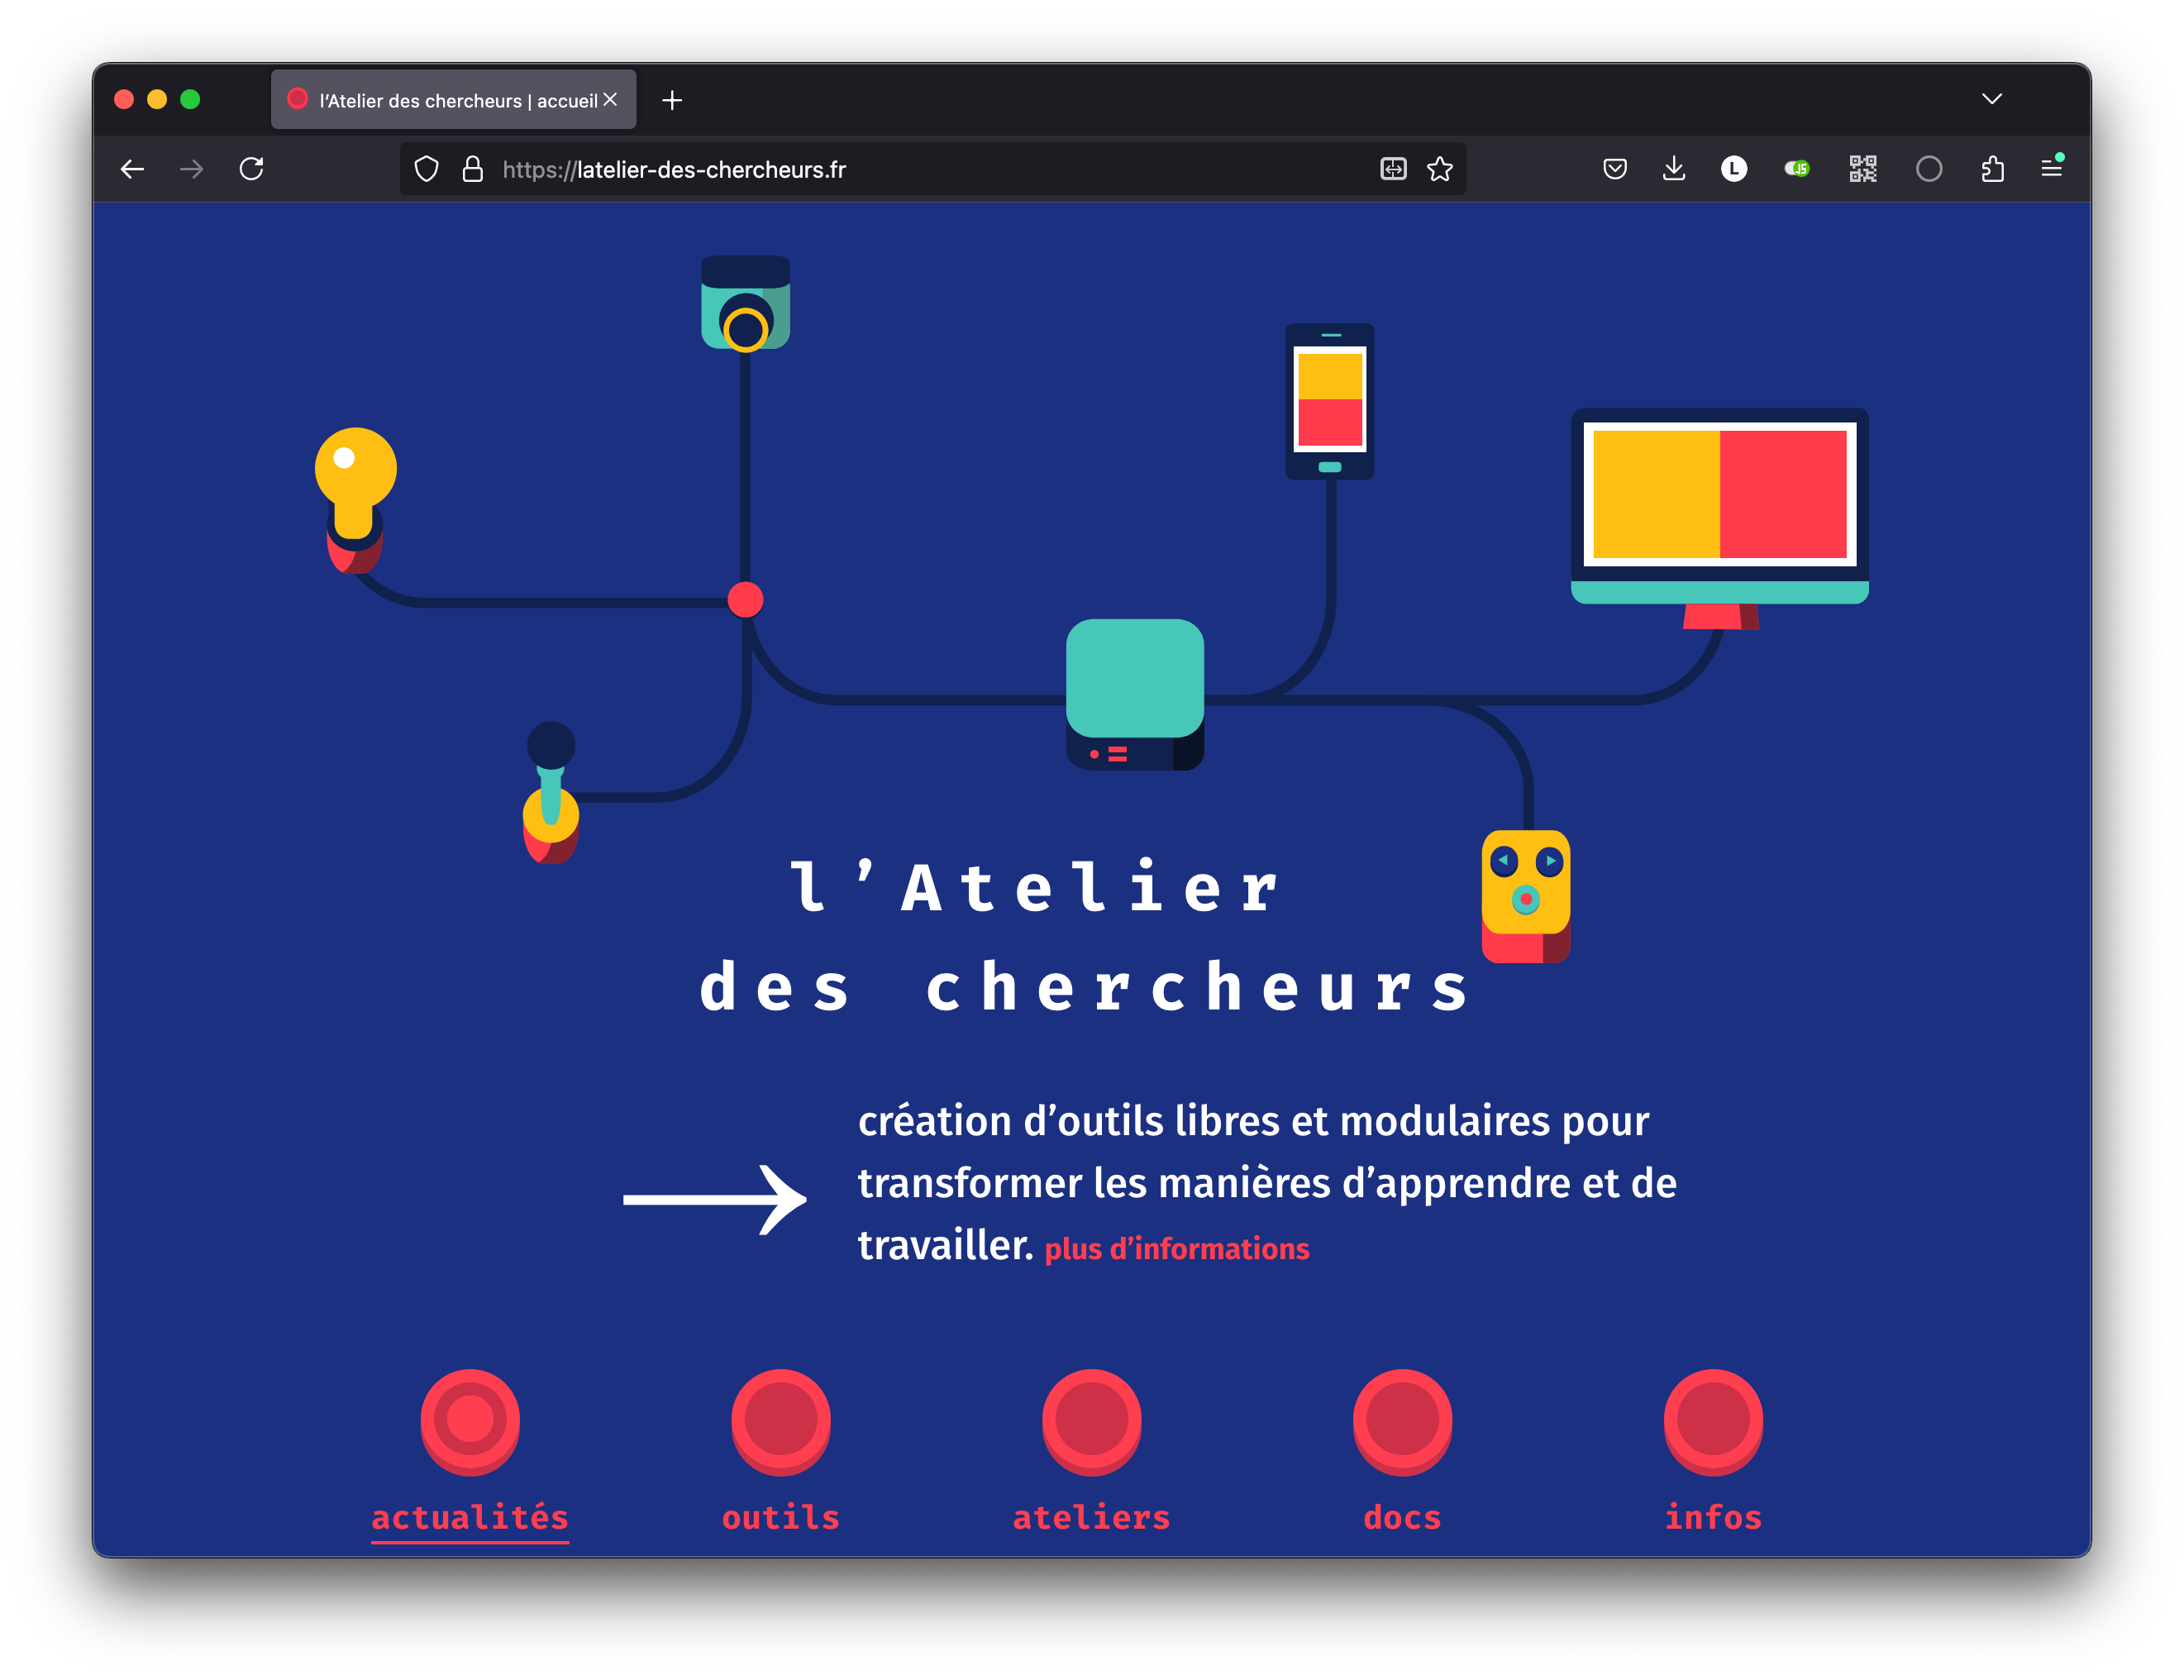 l’Atelier des chercheurs | accueil
https://latelier-des-chercheurs.fr
L
JS
l’Atelier
des chercheurs
création d’outils libres et modulaires pour
transformer les manières d’apprendre et de
travailler. plus d’informations
actualités outils ateliers docs infos